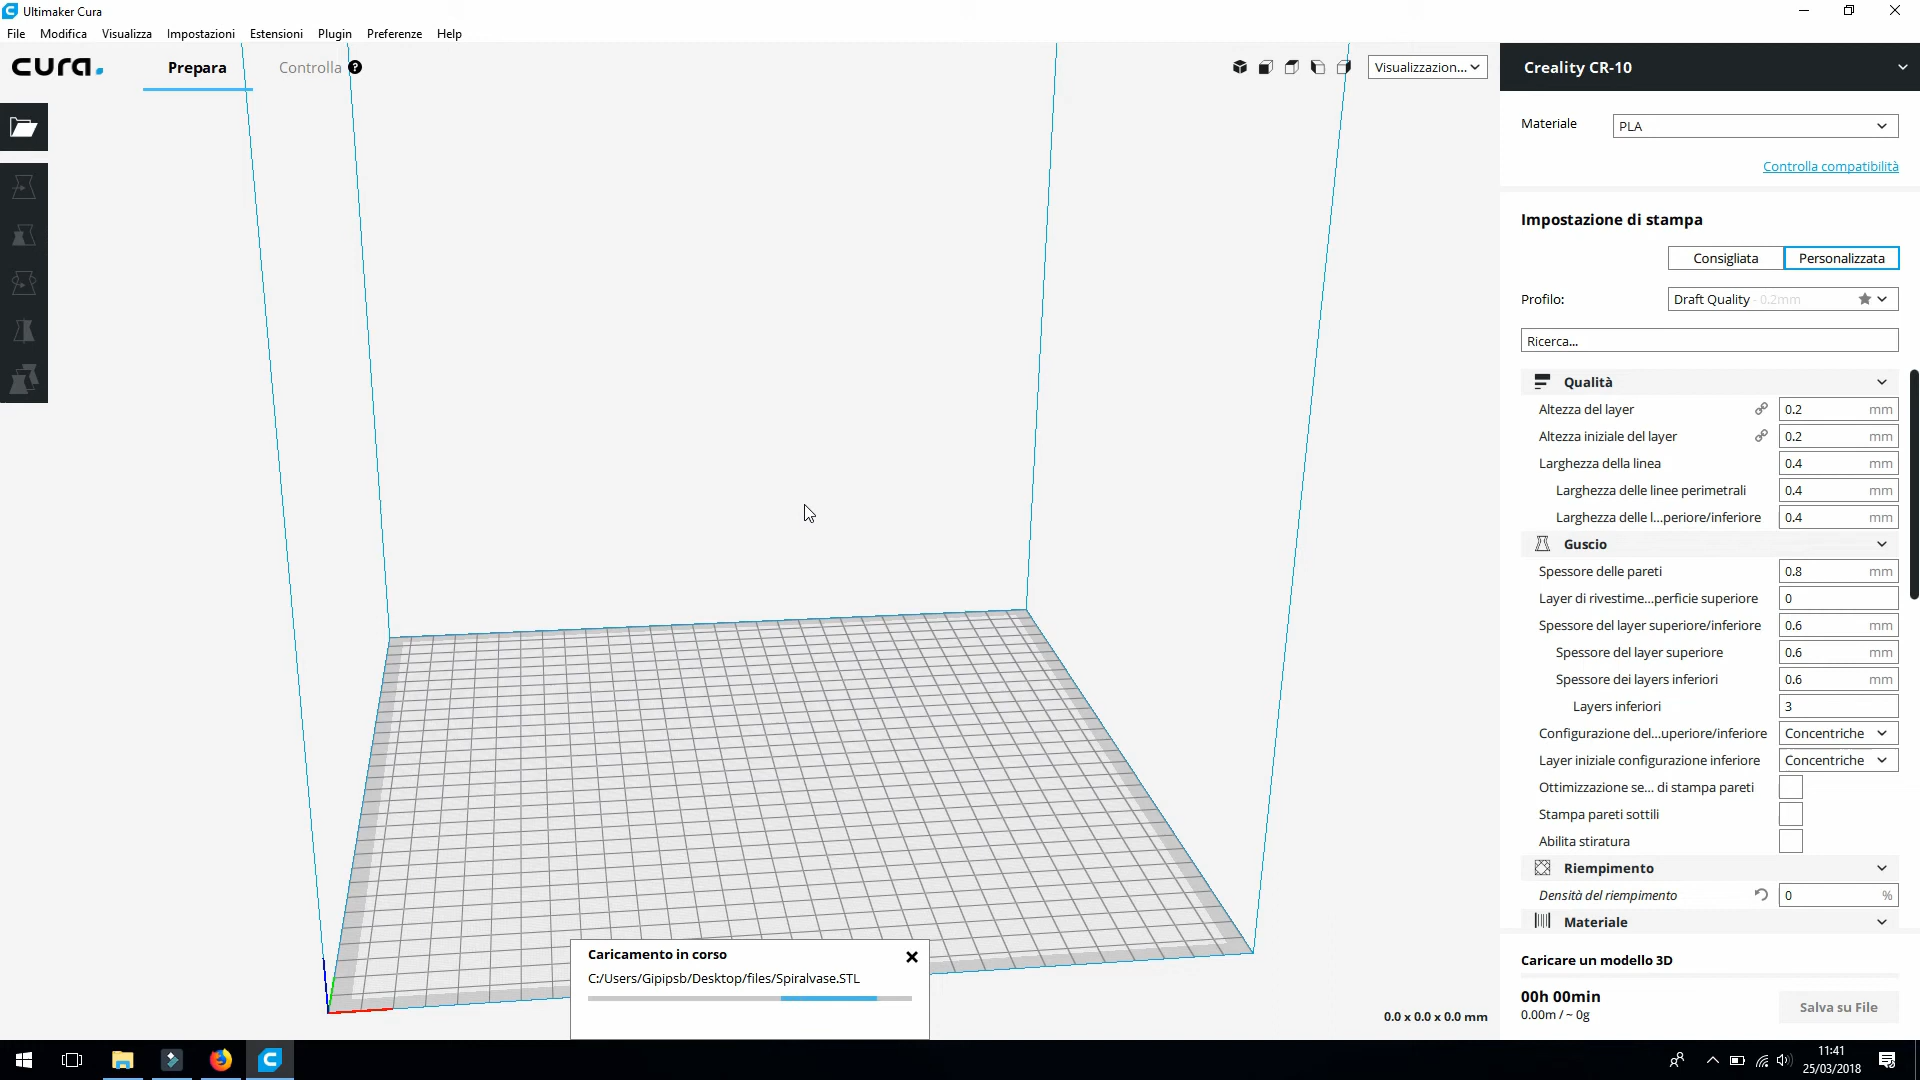 Ultimaker Cura
File Modifica Visualizza Impostazioni Estensioni Plugin Preferenze Help
cura.
Prepara
Controlla ?
Visualizzazion...
Creality CR-10
Materiale
PLA
Controlla compatibilità
Impostazione di stampa
Consigliata
Personalizzata
Profilo:
Draft Quality - 0.2mm
Ricerca...
Qualità
Altezza del layer 0.2 mm
Altezza iniziale del layer 0.2 mm
Larghezza della linea 0.4 mm
Larghezza delle linee perimetrali 0.4 mm
Larghezza delle l...periore/inferiore 0.4 mm
Guscio
Spessore delle pareti 0.8 mm
Layer di rivestime...perficie superiore 0
Spessore del layer superiore/inferiore 0.6 mm
Spessore del layer superiore 0.6 mm
Spessore dei layers inferiori 0.6 mm
Layers inferiori 3
Configurazione del...uperiore/inferiore Concentriche
Layer iniziale configurazione inferiore Concentriche
Ottimizzazione se... di stampa pareti
Stampa pareti sottili
Abilita stiratura
Riempimento
Densità del riempimento 0 %
Materiale
Caricamento in corso
C:/Users/Gipipsb/Desktop/files/Spiralvase.STL
0.0 x 0.0 x 0.0 mm
Caricare un modello 3D
00h 00min
0.00m / ~ 0g
Salva su File
11:41
25/03/2018